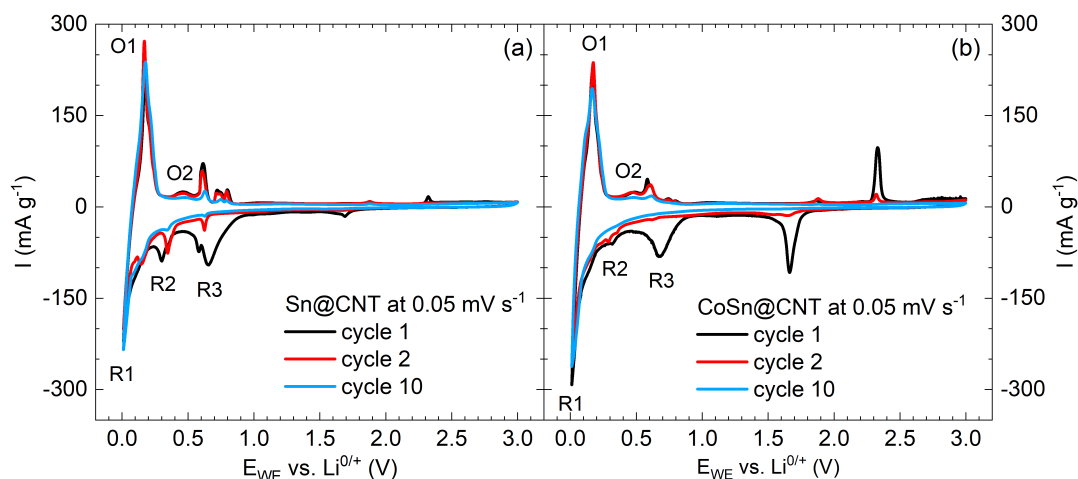 300
150
0
-150
-300
I (mA g⁻¹)
O1
O2
(a)
R2
R3
R1
Sn@CNT at 0.05 mV s⁻¹
cycle 1
cycle 2
cycle 10
0.0 0.5 1.0 1.5 2.0 2.5 3.0
E_WE vs. Li⁰/⁺ (V)
O1
O2
(b)
R2
R3
R1
CoSn@CNT at 0.05 mV s⁻¹
cycle 1
cycle 2
cycle 10
0.0 0.5 1.0 1.5 2.0 2.5 3.0
E_WE vs. Li⁰/⁺ (V)
300
150
0
-150
-300
I (mA g⁻¹)